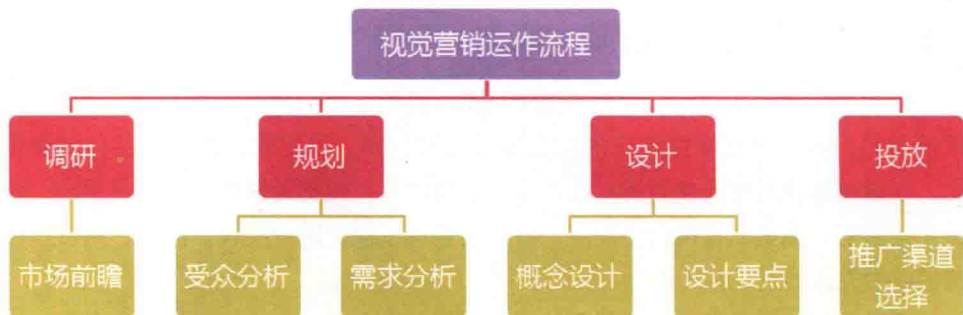 视觉营销运作流程
调研
规划
设计
投放
市场前瞻
受众分析
需求分析
概念设计
设计要点
推广渠道
选择